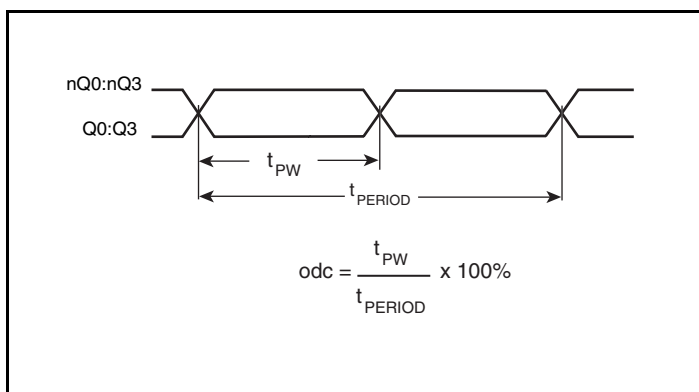 nQ0:nQ3
Q0:Q3
tPW
tPERIOD
odc = tPW / tPERIOD x 100%